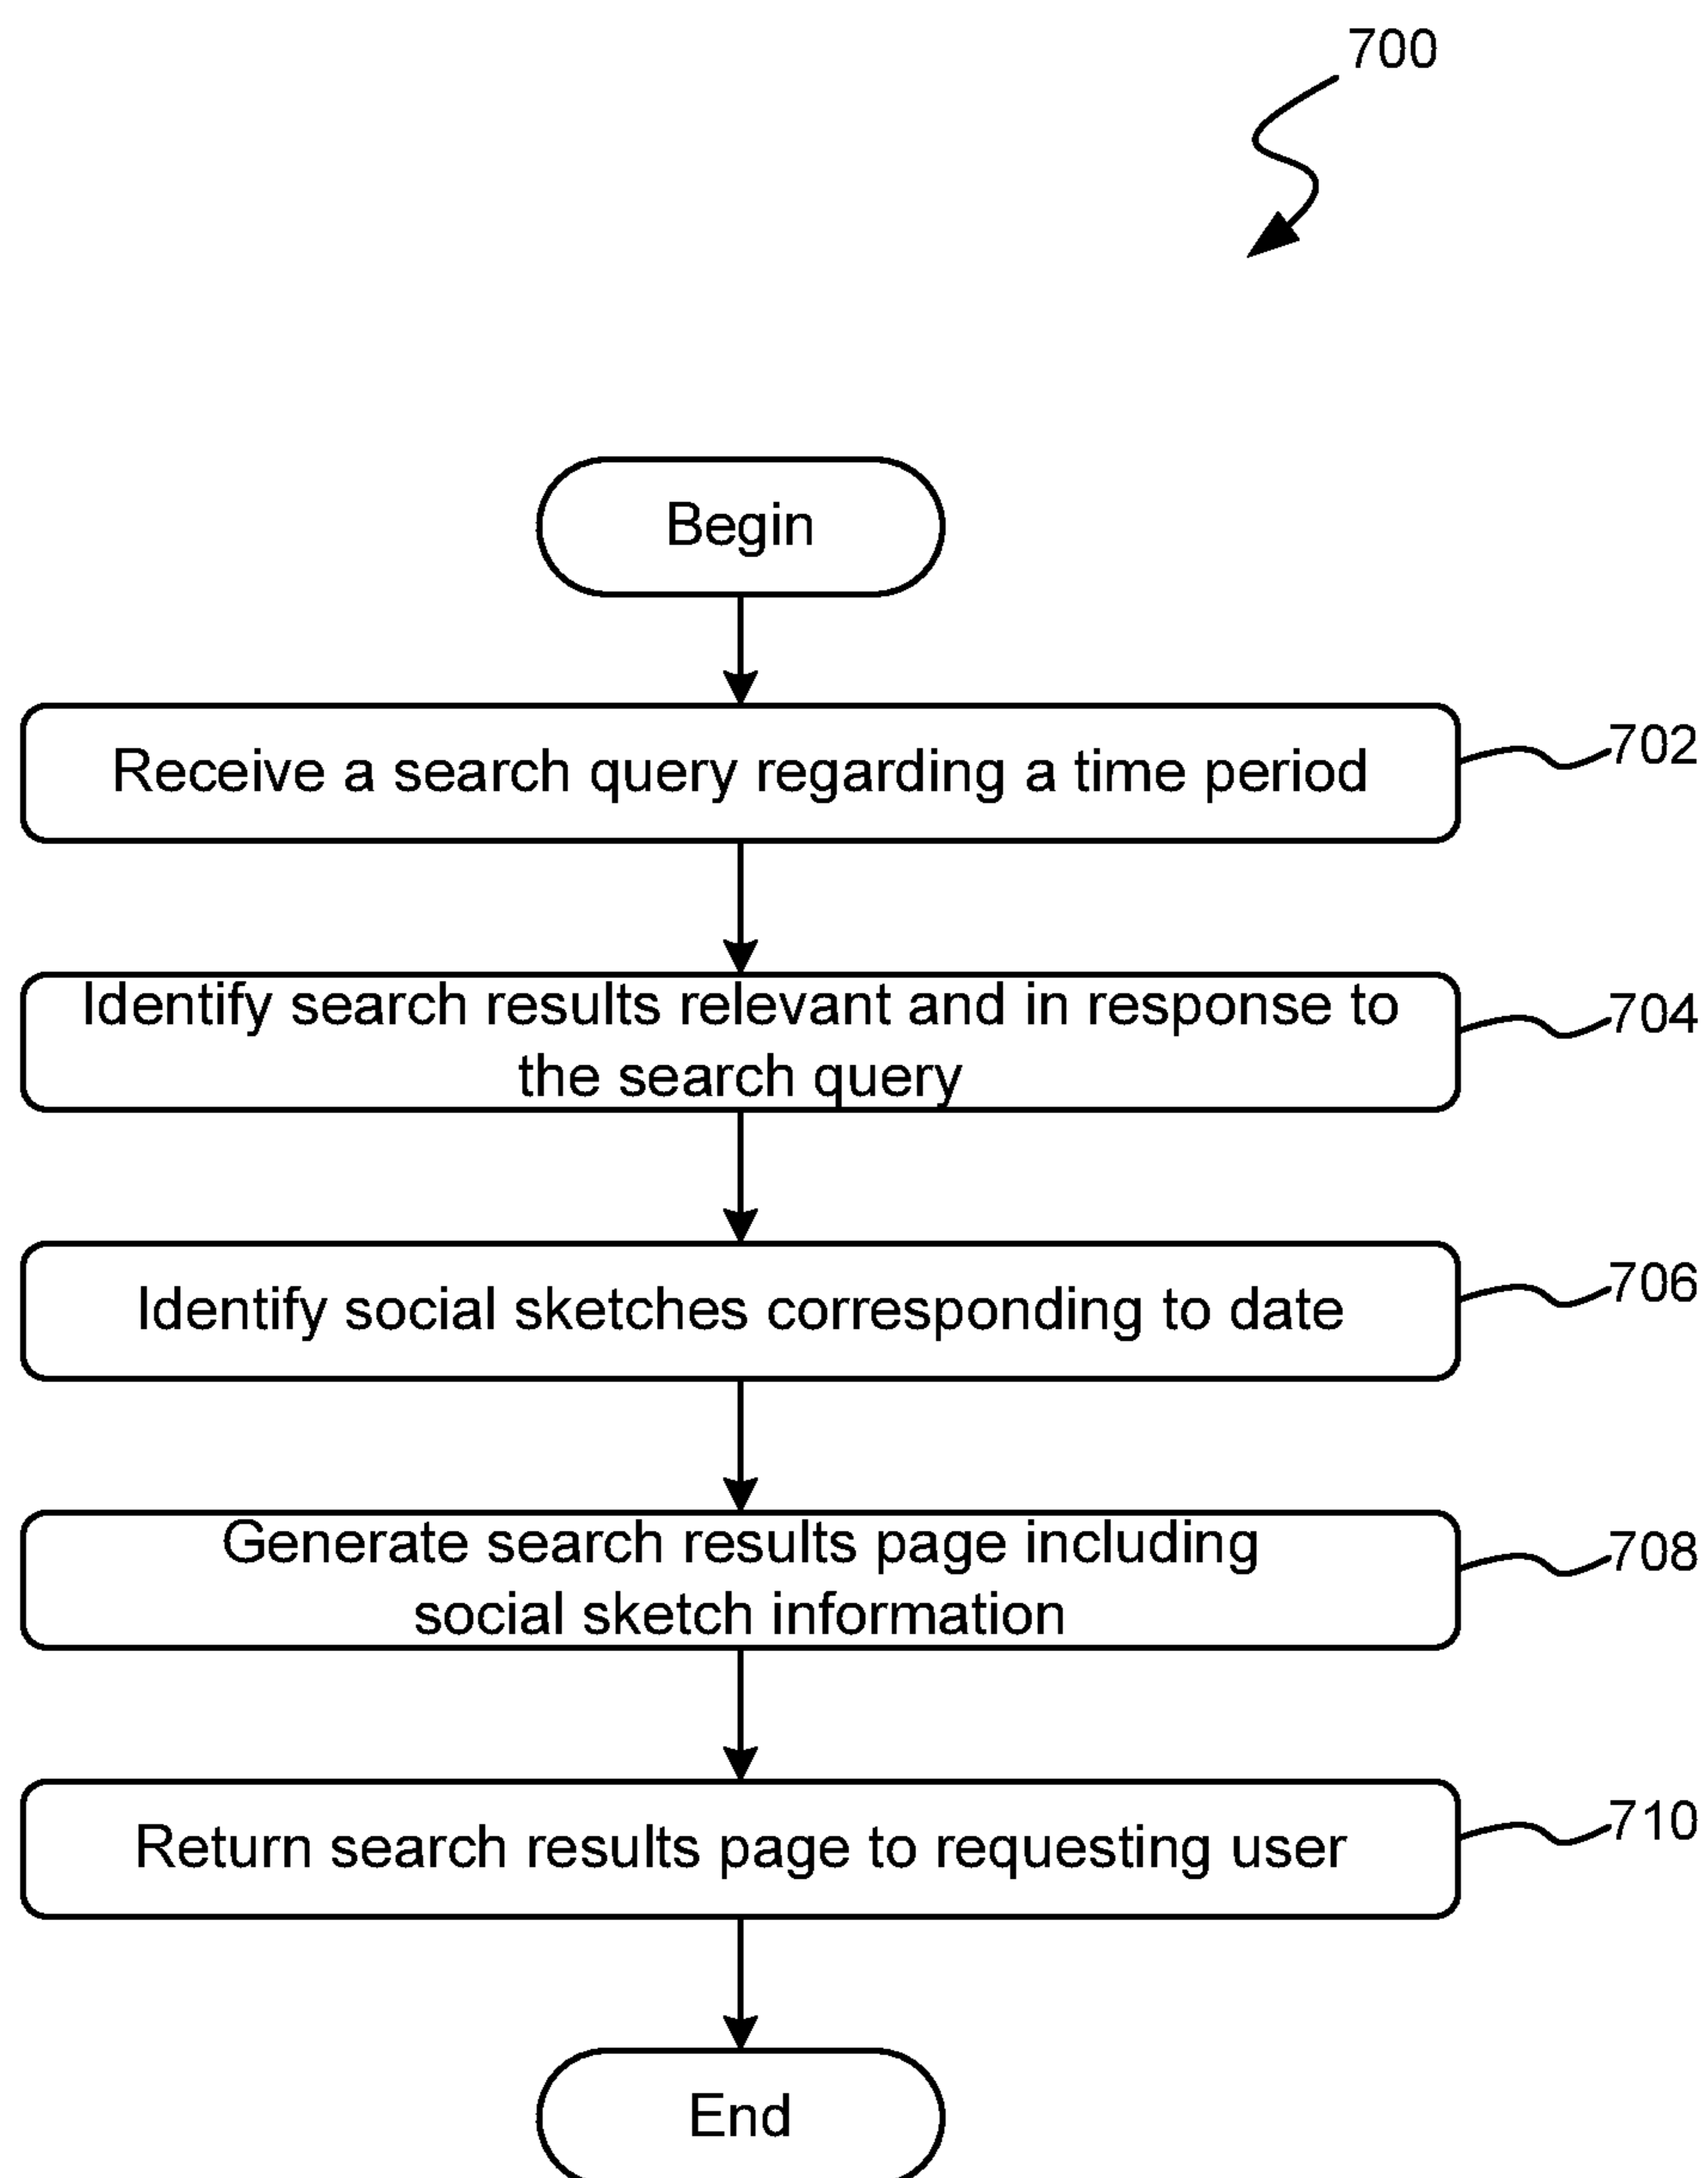 700
Begin
Receive a search query regarding a time period
702
Identify search results relevant and in response to
the search query
704
Identify social sketches corresponding to date
706
Generate search results page including
social sketch information
708
Return search results page to requesting user
710
End